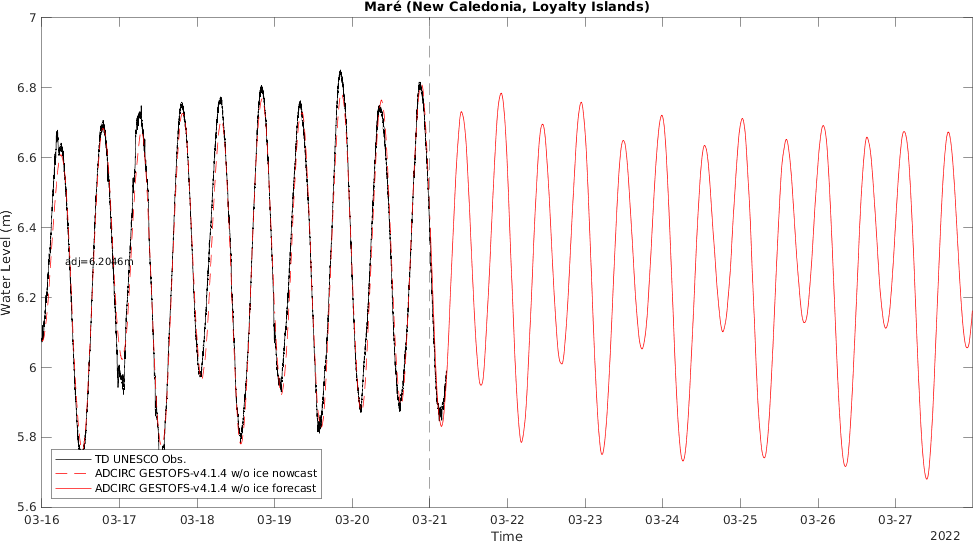 Maré (New Caledonia, Loyalty Islands)
7
6.8
6.6
6.4
6.2
6
5.8
5.6
Water Level (m)
adj=6.2046m
TD UNESCO Obs.
ADCIRC GESTOFS-v4.1.4 w/o ice nowcast
ADCIRC GESTOFS-v4.1.4 w/o ice forecast
03-16 03-17 03-18 03-19 03-20 03-21 03-22 03-23 03-24 03-25 03-26 03-27
Time
2022